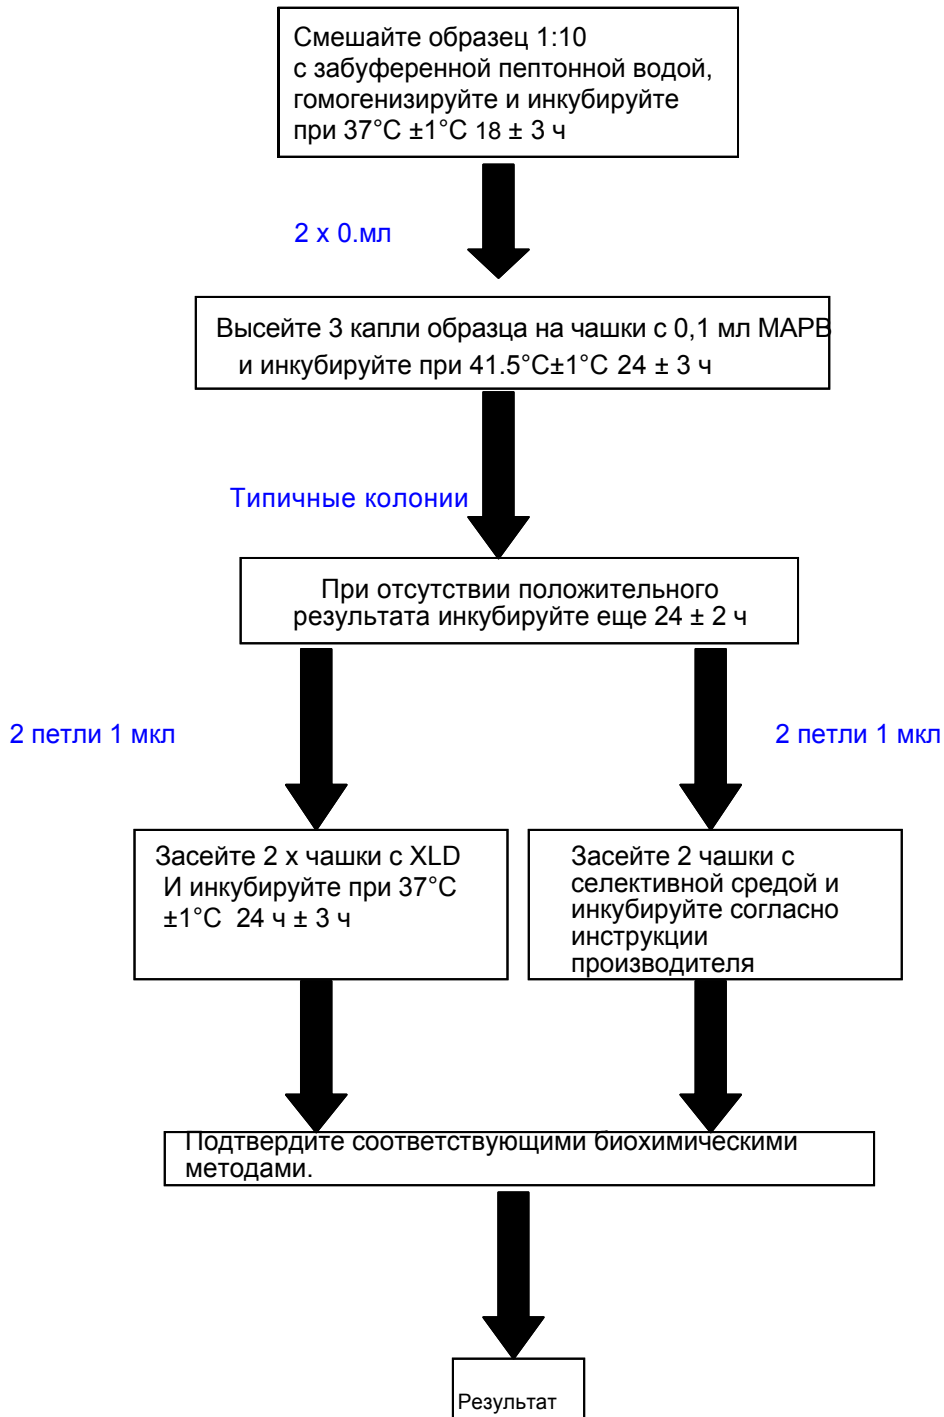 Смешайте образец 1:10
с забуференной пептонной водой,
гомогенизируйте и инкубируйте
при 37°C ±1°C 18 ± 3 ч
2 x 0.мл
Высейте 3 капли образца на чашки с 0,1 мл МАРВ
и инкубируйте при 41.5°C±1°C 24 ± 3 ч
Типичные колонии
При отсутствии положительного
результата инкубируйте еще 24 ± 2 ч
2 петли 1 мкл
2 петли 1 мкл
Засейте 2 х чашки с XLD
И инкубируйте при 37°C
±1°C 24 ч ± 3 ч
Засейте 2 чашки с
селективной средой и
инкубируйте согласно
инструкции
производителя
Подтвердите соответствующими биохимическими
методами.
Результат